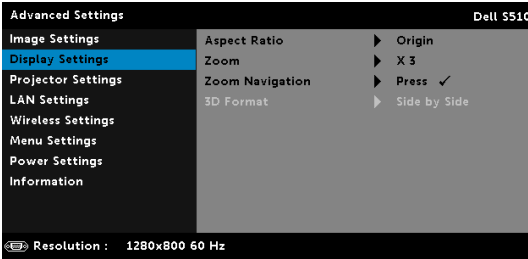 Advanced Settings Dell S510
Image Settings
Display Settings
Projector Settings
LAN Settings
Wireless Settings
Menu Settings
Power Settings
Information
Aspect Ratio Origin
Zoom X 3
Zoom Navigation Press ✓
3D Format Side by Side
Resolution : 1280x800 60 Hz